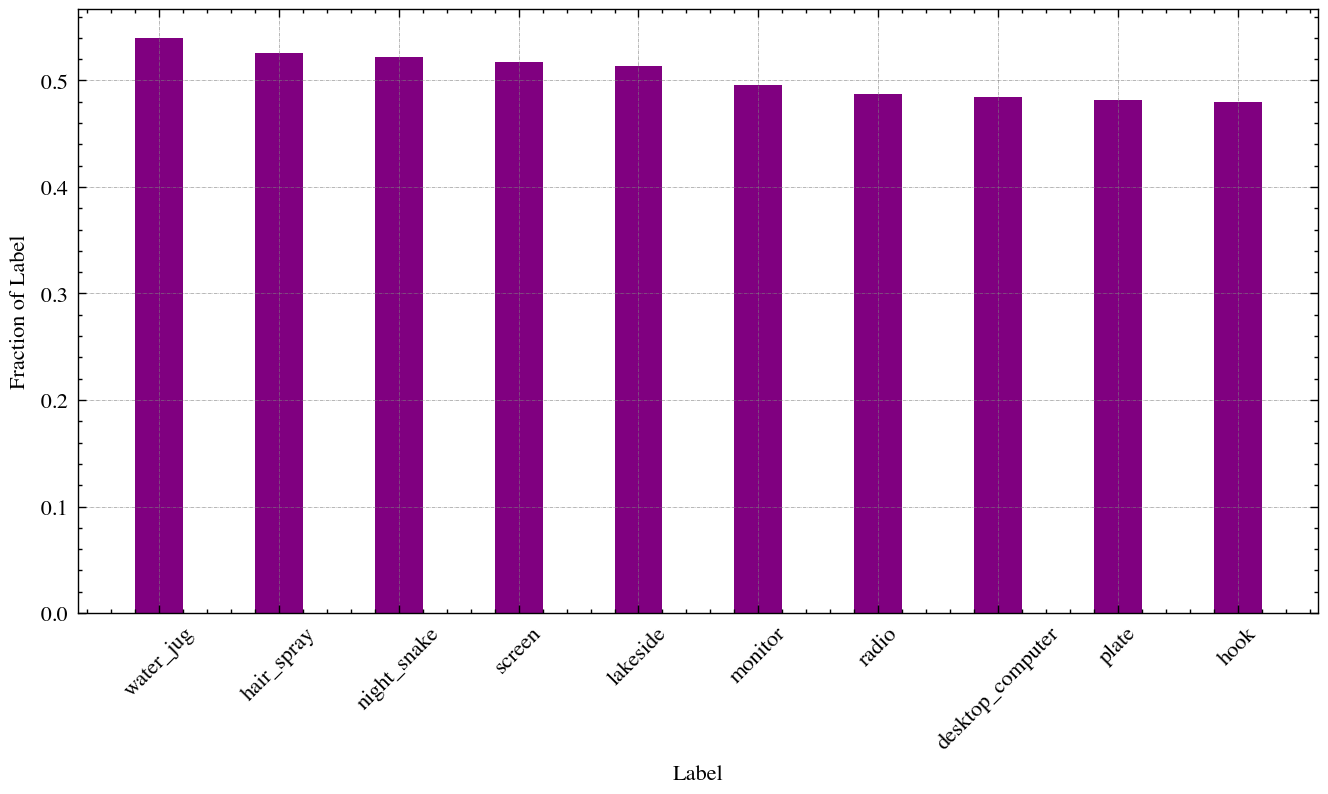 Fraction of Label
0.5
0.4
0.3
0.2
0.1
0.0
water_jug
hair_spray
night_snake
screen
lakeside
monitor
radio
desktop_computer
plate
hook
Label